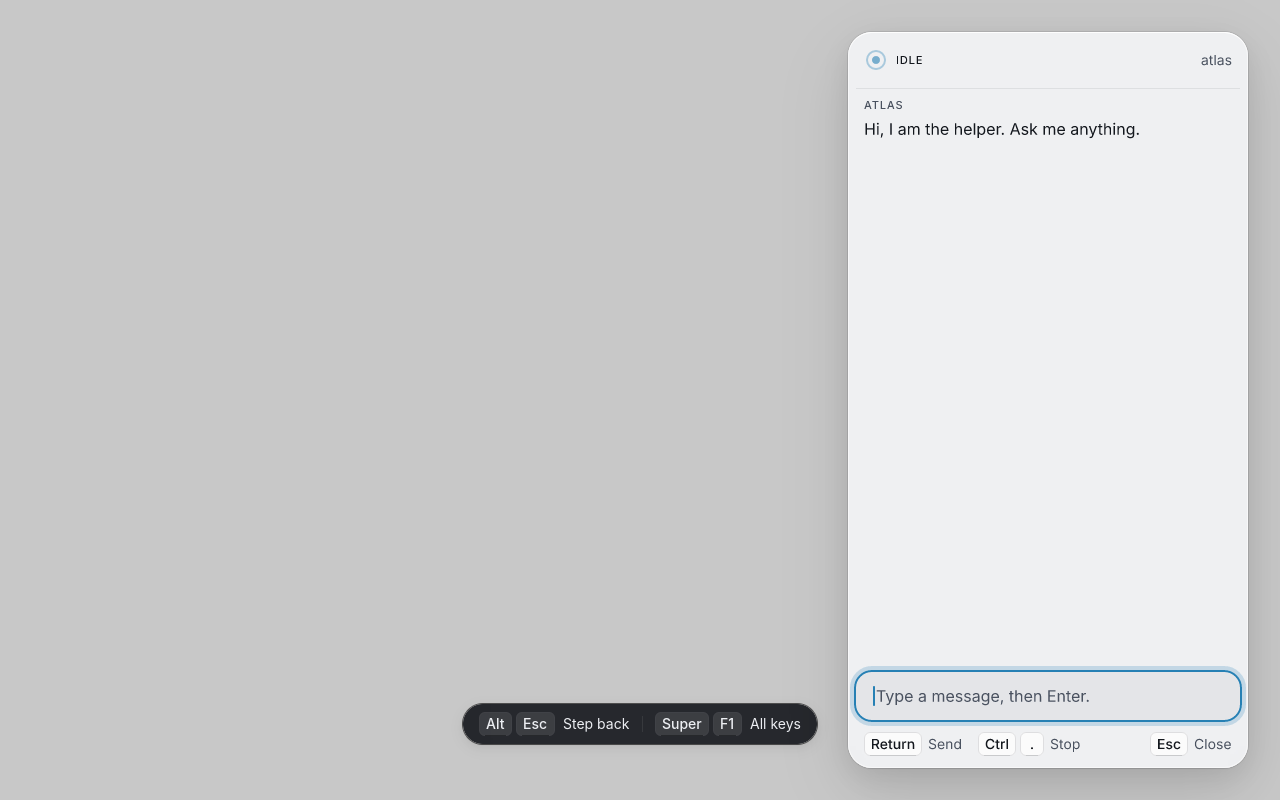 IDLE
atlas
ATLAS
Hi, I am the helper. Ask me anything.
Type a message, then Enter.
Alt Esc Step back Super F1 All keys
Return Send Ctrl . Stop Esc Close